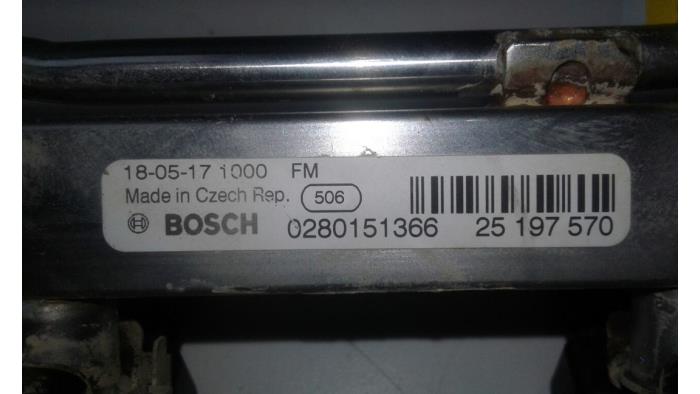 18-05-17 1000 FM
Made in Czech Rep. 506
BOSCH 0280151366 25 197 570